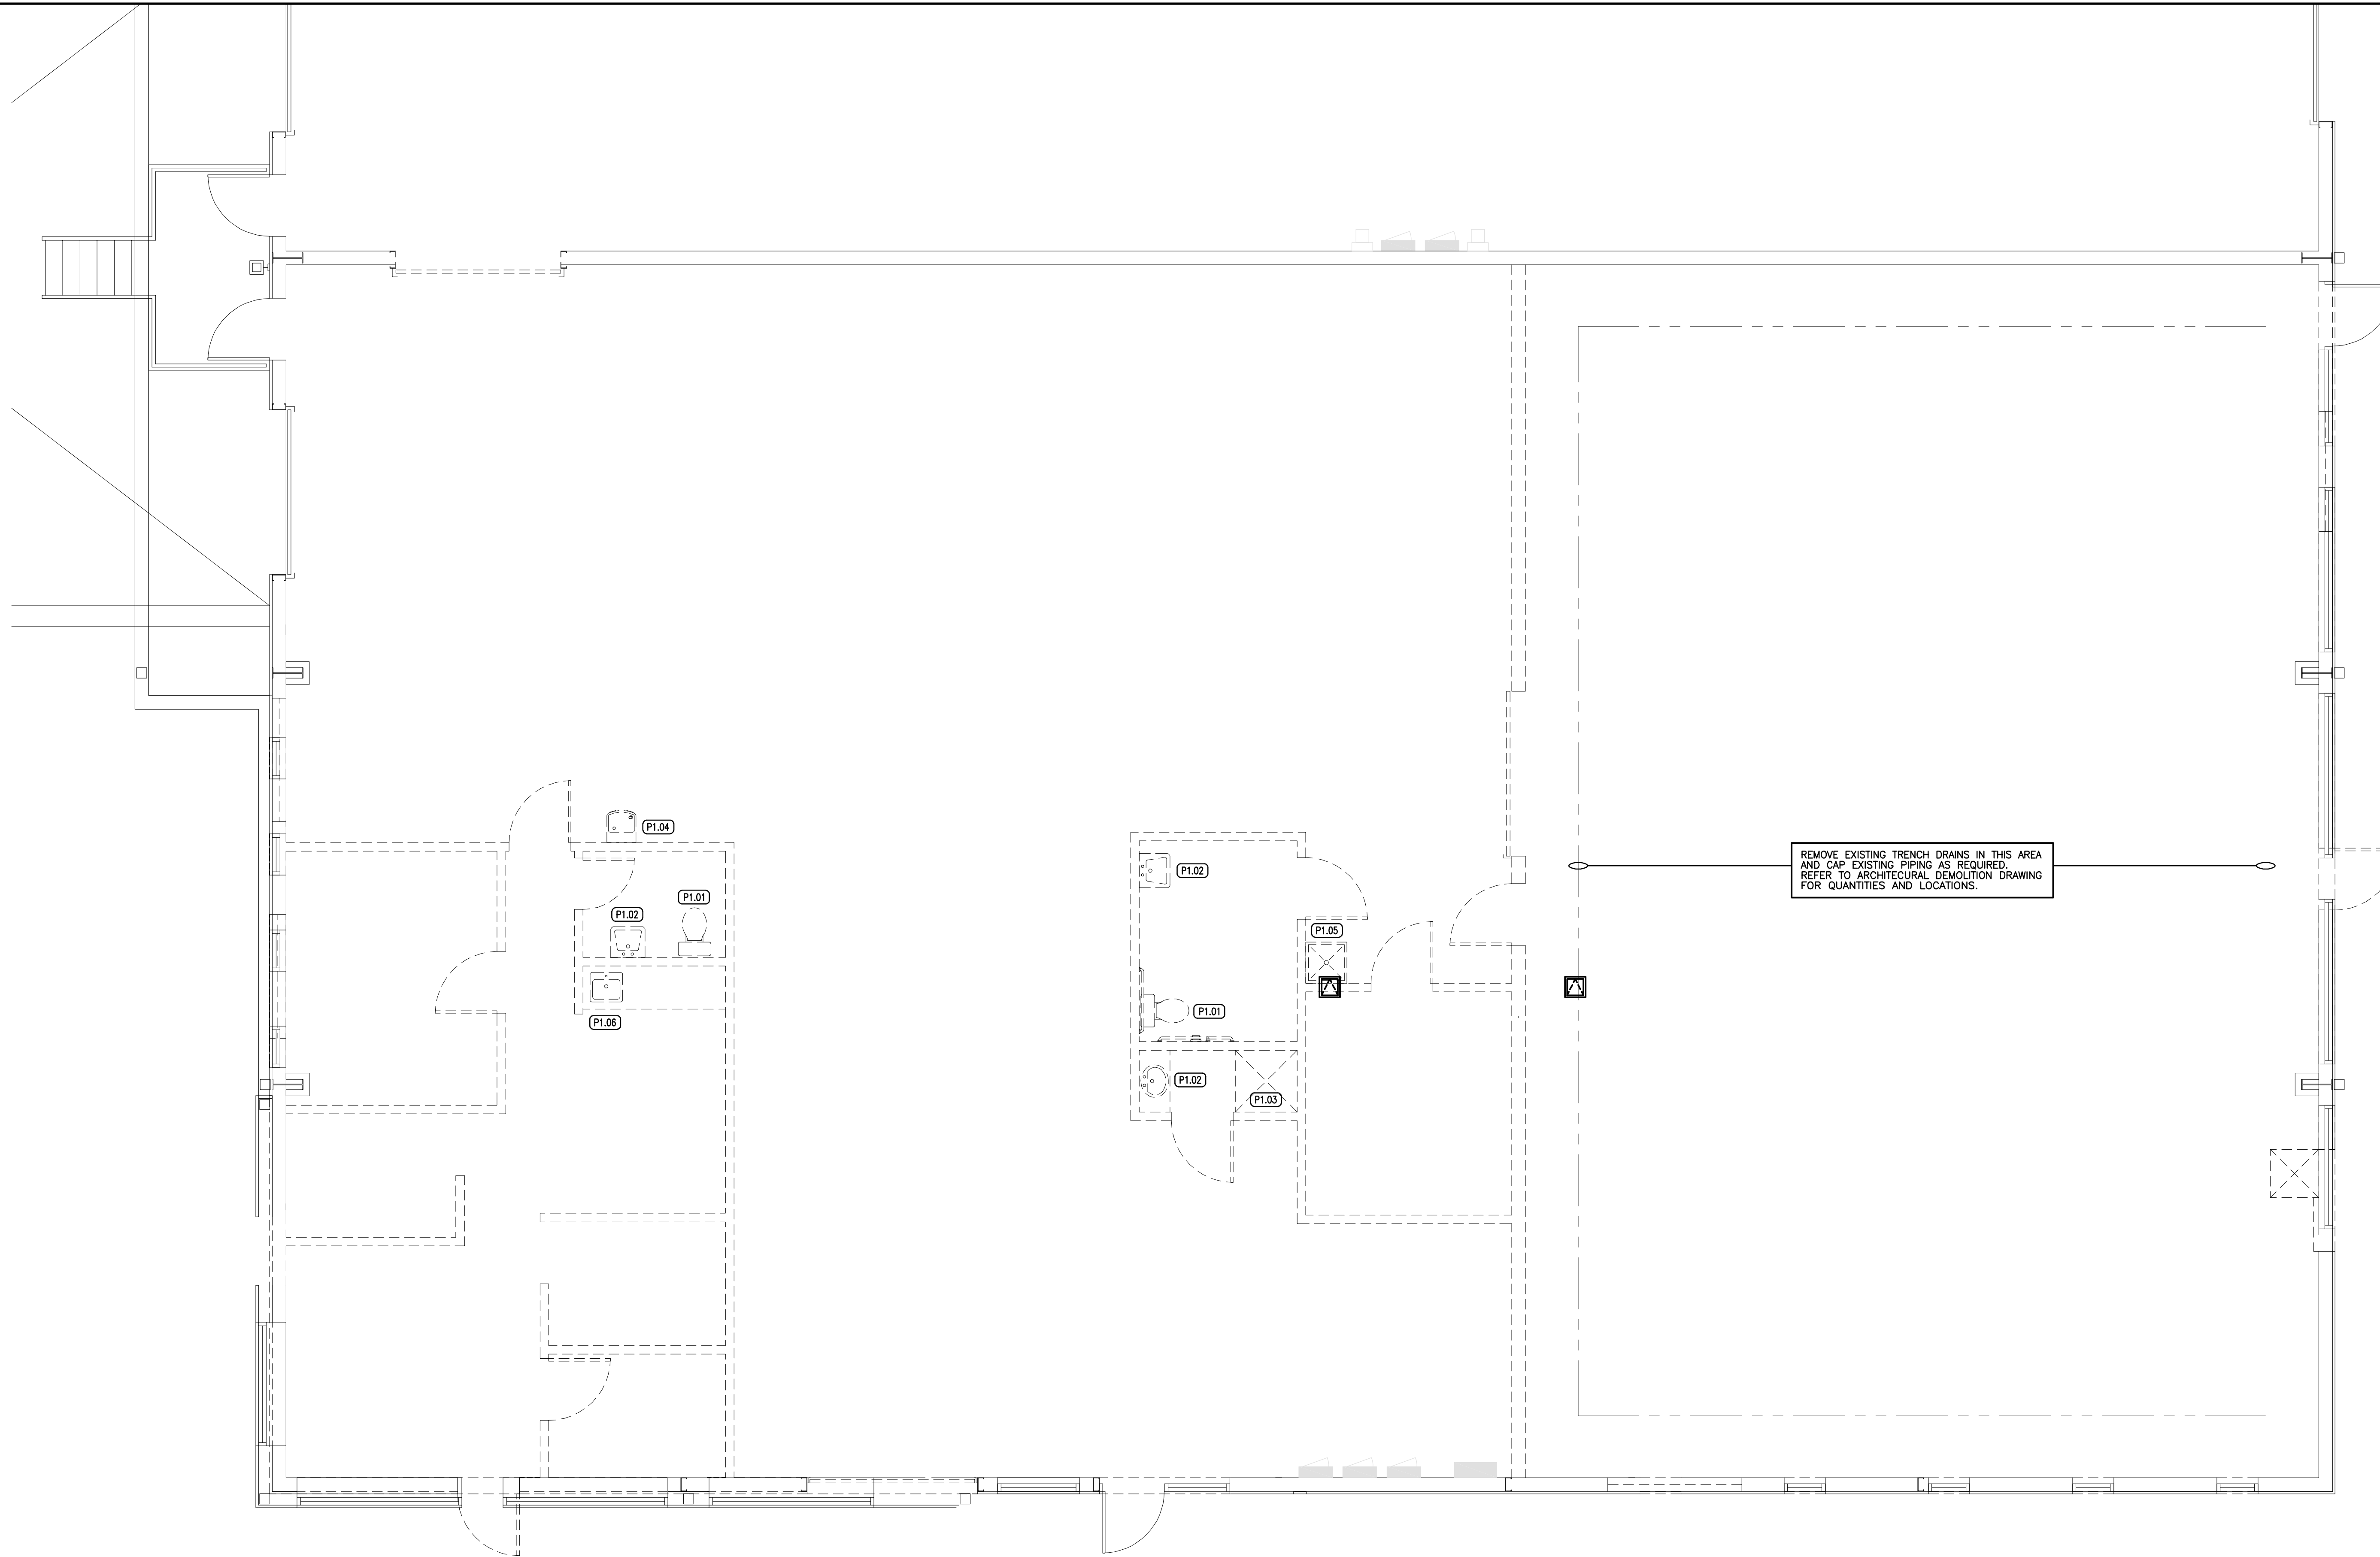 P1.04
P1.01
P1.02
P1.06
P1.02
P1.05
P1.01
P1.02
P1.03
REMOVE EXISTING TRENCH DRAINS IN THIS AREA
AND CAP EXISTING PIPING AS REQUIRED.
REFER TO ARCHITECURAL DEMOLITION DRAWING
FOR QUANTITIES AND LOCATIONS.